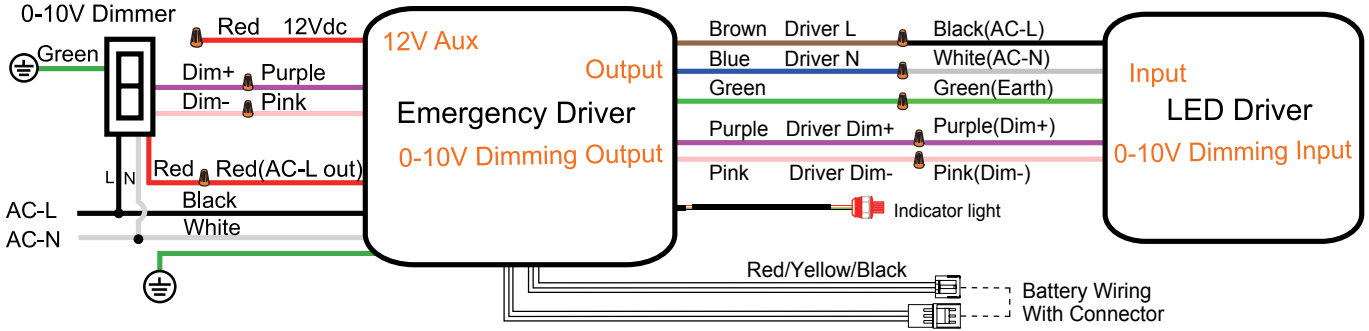 0-10V Dimmer
Green
Red 12Vdc
Dim+ Purple
Dim- Pink
L N
Red Red(AC-L out)
AC-L Black
AC-N White
12V Aux
Output
Emergency Driver
0-10V Dimming Output
Brown Driver L Black(AC-L)
Blue Driver N White(AC-N)
Green Green(Earth)
Purple Driver Dim+ Purple(Dim+)
Pink Driver Dim- Pink(Dim-)
Indicator light
Input
LED Driver
0-10V Dimming Input
Red/Yellow/Black
Battery Wiring
With Connector